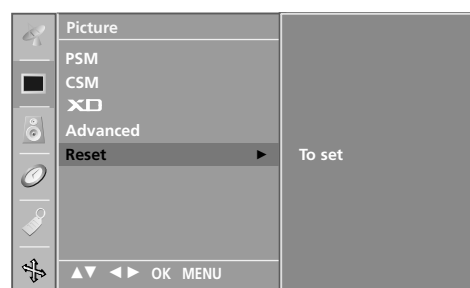 Picture
PSM
CSM
XD
Advanced
Reset ► To set
▲▼ ◄► OK MENU